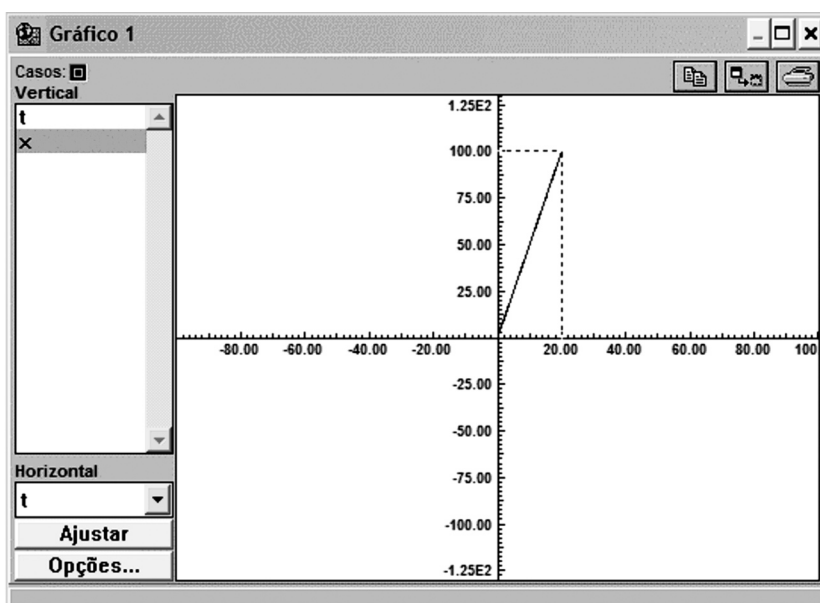 Gráfico 1
Casos:
Vertical
t
x
1.25E2
100.00
75.00
50.00
25.00
-80.00 -60.00 -40.00 -20.00 20.00 40.00 60.00 80.00 100
-25.00
-50.00
-75.00
-100.00
-1.25E2
Horizontal
t
Ajustar
Opções...